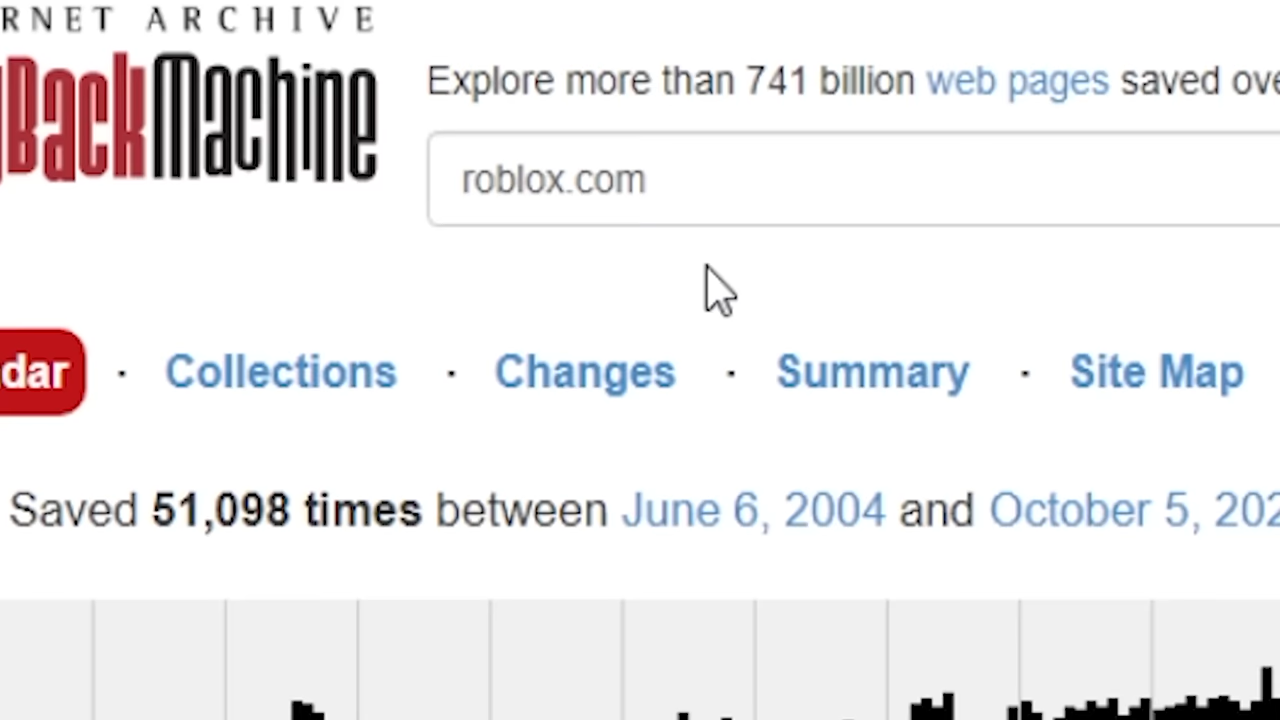 RNET ARCHIVE
BackMachine
Explore more than 741 billion web pages saved ove
roblox.com
dar · Collections · Changes · Summary · Site Map
Saved 51,098 times between June 6, 2004 and October 5, 202